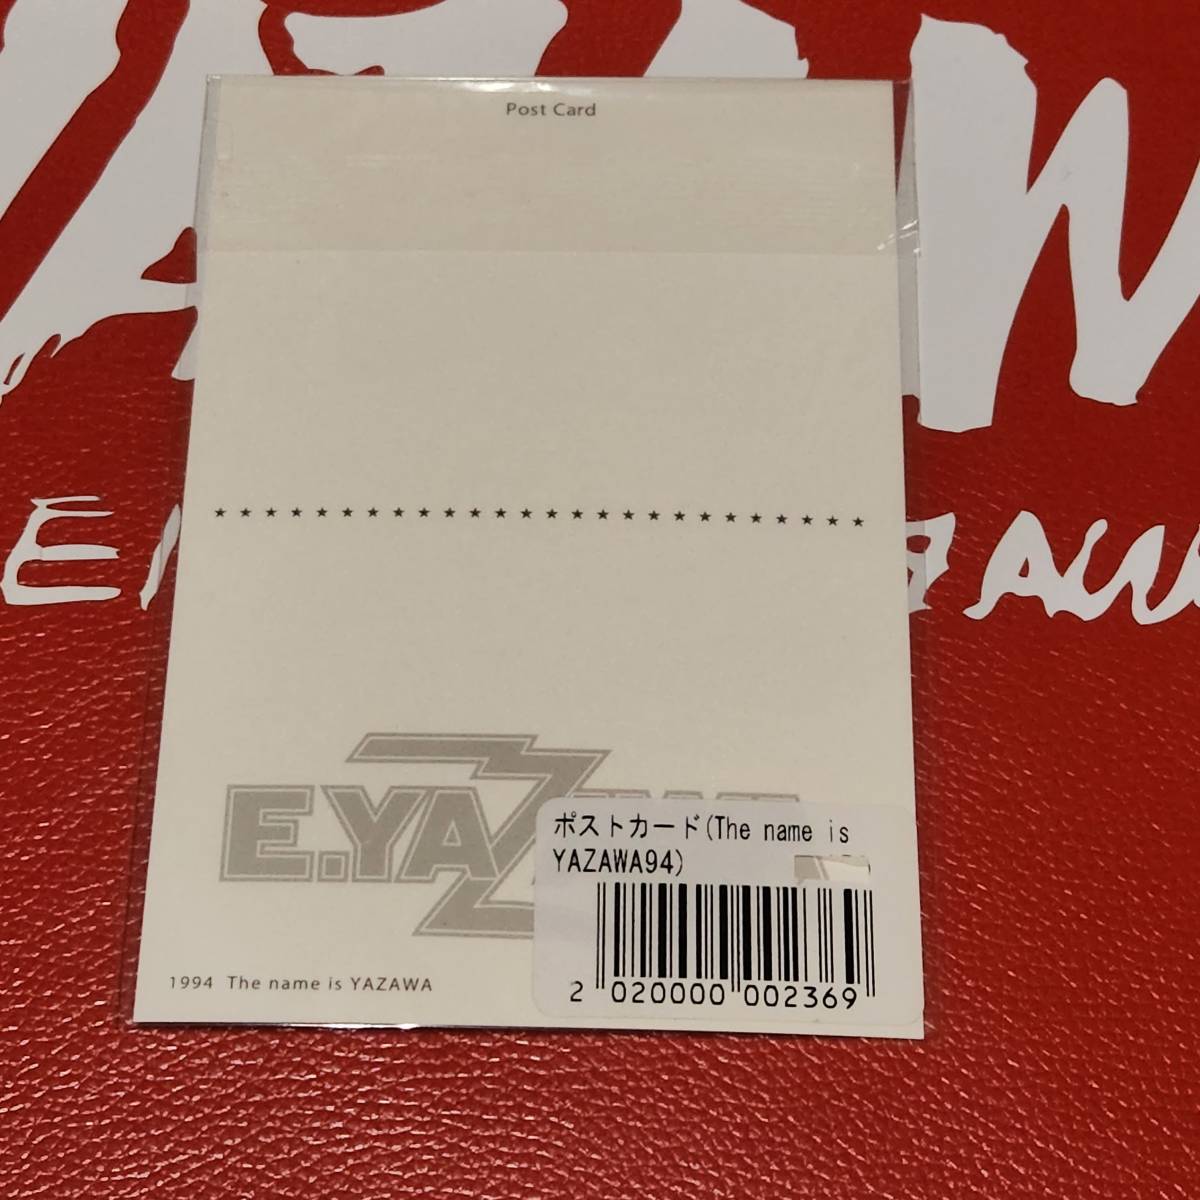 Post Card
★ ★ ★ ★ ★ ★ ★ ★ ★ ★ ★ ★ ★ ★ ★ ★ ★ ★ ★ ★ ★ ★ ★ ★ ★ ★
ポストカード(The name is
YAZAWA94)
2 020000 002369
1994 The name is YAZAWA